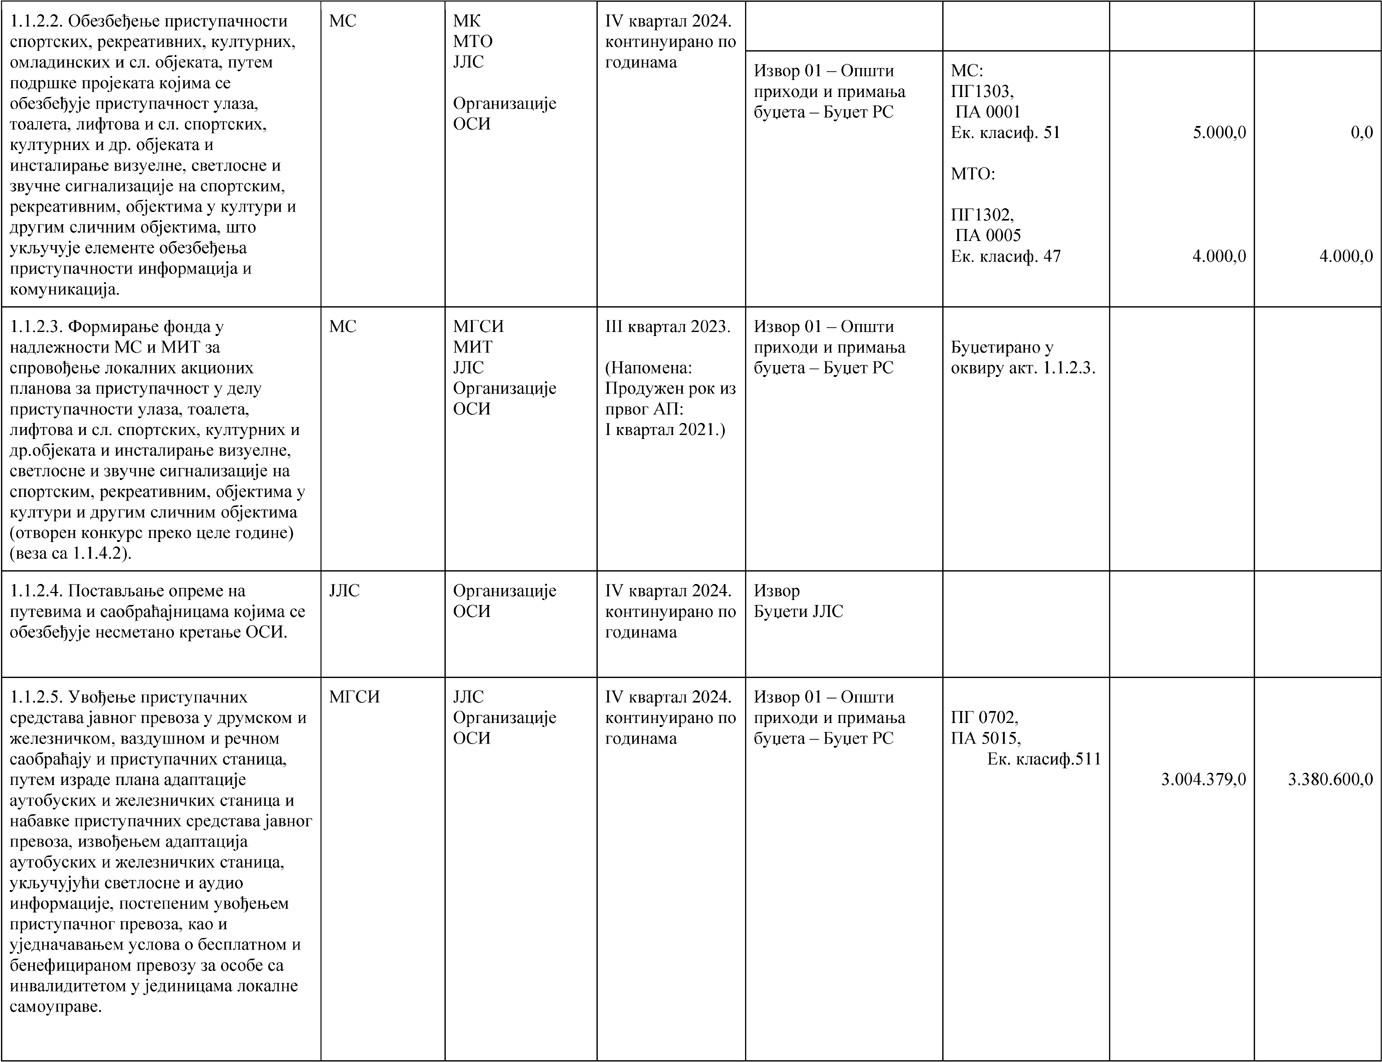 1.1.2.2. Обезбеђење приступачности
спортских, рекреативних, културних,
омладинских и сл. објеката, путем
подршке пројеката којима се
обезбеђује приступачност улаза,
тоалета, лифтова и сл. спортских,
културних и др. објеката и
инсталирање визуелне, светлосне и
звучне сигнализације на спортским,
рекреативним, објектима у култури и
другим сличним објектима, што
укључује елементе обезбеђења
приступачности информација и
комуникација.
МС
МК
МТО
ЈЛС
Организације
ОСИ
IV квартал 2024.
континуирано по
годинама
Извор 01 – Општи
приходи и примања
буџета – Буџет РС
МС:
ПГ1303,
ПА 0001
Ек. класиф. 51
МТО:
ПГ1302,
ПА 0005
Ек. класиф. 47
5.000,0
4.000,0
0,0
4.000,0
1.1.2.3. Формирање фонда у
надлежности МС и МИТ за
спровођење локалних акционих
планова за приступачност у делу
приступачности улаза, тоалета,
лифтова и сл. спортских, културних и
др.објеката и инсталирање визуелне,
светлосне и звучне сигнализације на
спортским, рекреативним, објектима у
култури и другим сличним објектима
(отворен конкурс преко целе године)
(веза са 1.1.4.2).
МС
МГСИ
МИТ
ЈЛС
Организације
ОСИ
III квартал 2023.
(Напомена:
Продужен рок из
првог АП:
I квартал 2021.)
Извор 01 – Општи
приходи и примања
буџета – Буџет РС
Буџетирано у
оквиру акт. 1.1.2.3.
1.1.2.4. Постављање опреме на
путевима и саобраћајницама којима се
обезбеђује несметано кретање ОСИ.
ЈЛС
Организације
ОСИ
IV квартал 2024.
континуирано по
годинама
Извор
Буџети ЈЛС
1.1.2.5. Увођење приступачних
средстава јавног превоза у друмском и
железничком, ваздушном и речном
саобраћају и приступачних станица,
путем израде плана адаптације
аутобуских и железничких станица и
набавке приступачних средстава јавног
превоза, извођењем адаптација
аутобуских и железничких станица,
укључујући светлосне и аудио
информације, постепеним увођењем
приступачног превоза, као и
уједначавањем услова о бесплатном и
бенефицираном превозу за особе са
инвалидитетом у јединицама локалне
самоуправе.
МГСИ
ЈЛС
Организације
ОСИ
IV квартал 2024.
континуирано по
годинама
Извор 01 – Општи
приходи и примања
буџета – Буџет РС
ПГ 0702,
ПА 5015,
Ек. класиф.511
3.004.379,0
3.380.600,0